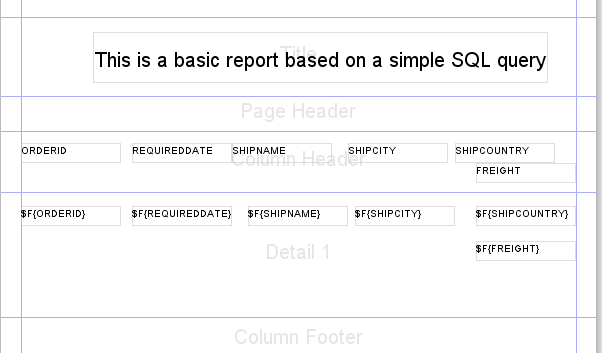 Title
This is a basic report based on a simple SQL query
Page Header
ORDERID REQUIREDDATE SHIPNAME SHIPCITY SHIPCOUNTRY
Column Header
FREIGHT
$F{ORDERID} $F{REQUIREDDATE} $F{SHIPNAME} $F{SHIPCITY} $F{SHIPCOUNTRY}
Detail 1
$F{FREIGHT}
Column Footer